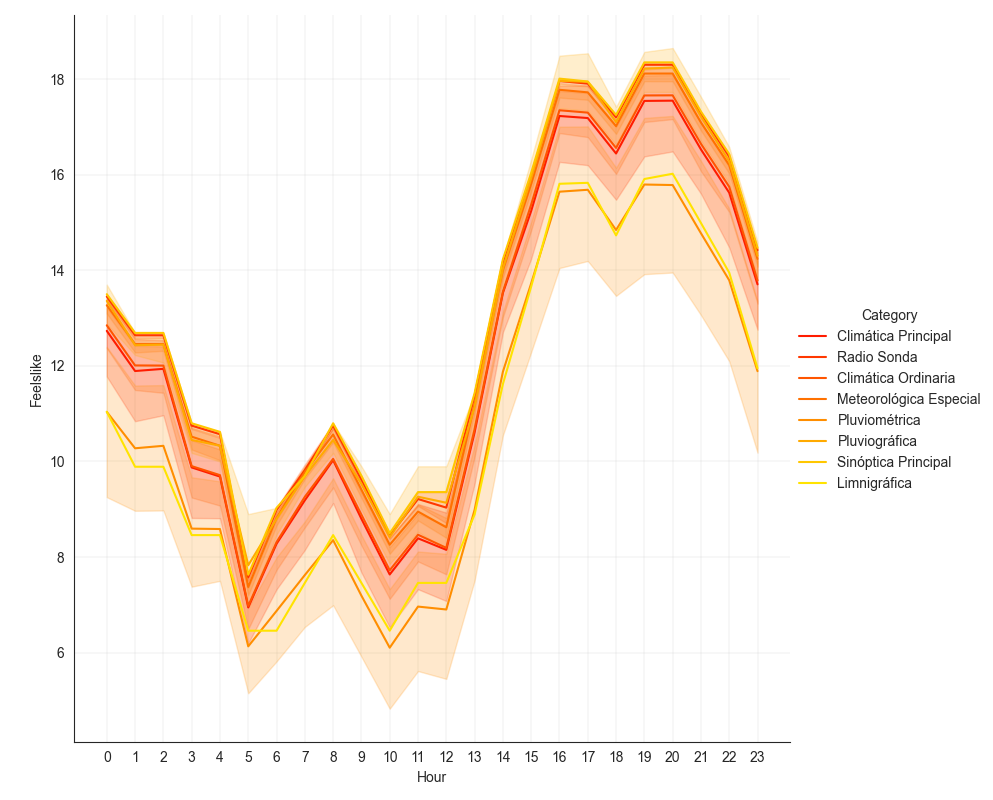 18
16
14
12
10
8
6
Feelslike
0 1 2 3 4 5 6 7 8 9 10 11 12 13 14 15 16 17 18 19 20 21 22 23
Hour
Category
Climática Principal
Radio Sonda
Climática Ordinaria
Meteorológica Especial
Pluviométrica
Pluviográfica
Sinóptica Principal
Limnigráfica